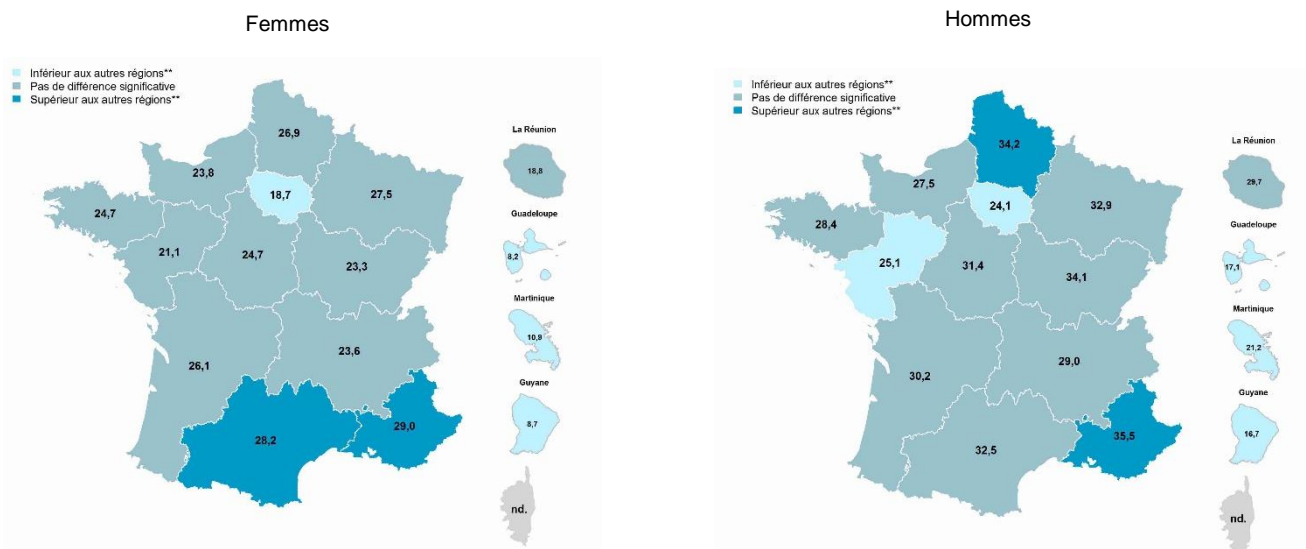 Femmes
Inférieur aux autres régions**
Pas de différence significative
Supérieur aux autres régions**
26,9
23,8
18,7
27,5
24,7
21,1
24,7
23,3
26,1
23,6
28,2
29,0
La Réunion
18,8
Guadeloupe
8,2
Martinique
10,9
Guyane
8,7
nd.
Hommes
Inférieur aux autres régions**
Pas de différence significative
Supérieur aux autres régions**
34,2
27,5
24,1
32,9
28,4
25,1
31,4
34,1
30,2
29,0
32,5
35,5
La Réunion
29,7
Guadeloupe
17,1
Martinique
21,2
Guyane
16,7
nd.